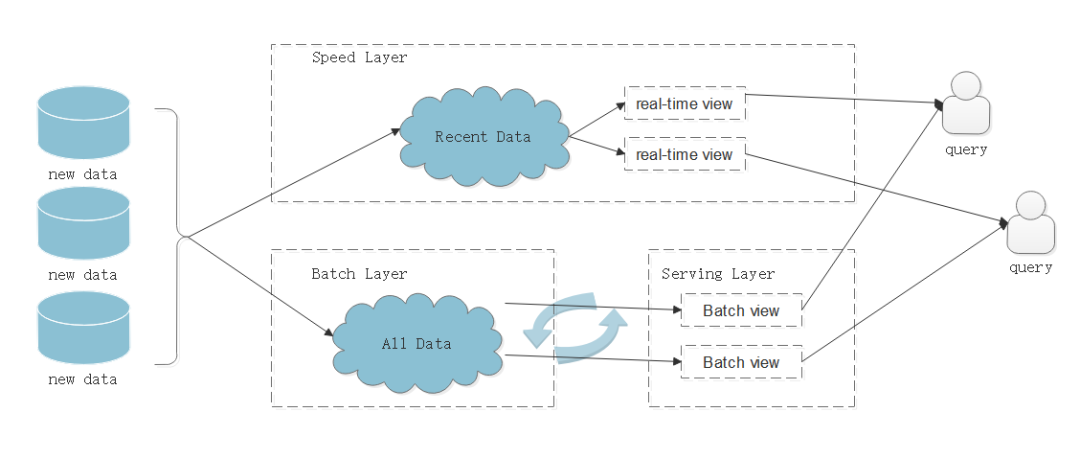 Speed Layer
new data
new data
new data
Recent Data
real-time view
real-time view
query
query
Batch Layer
All Data
Serving Layer
Batch view
Batch view